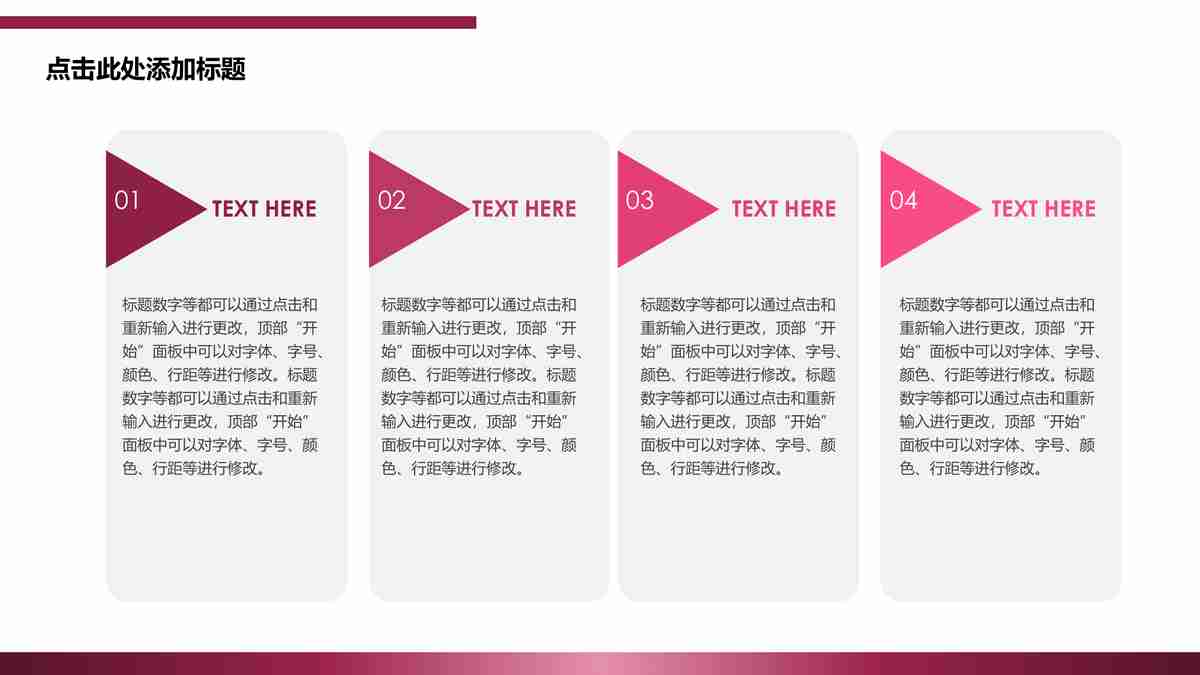 点击此处添加标题
01
TEXT HERE
标题数字等都可以通过点击和
重新输入进行更改，顶部“开
始”面板中可以对字体、字号、
颜色、行距等进行修改。标题
数字等都可以通过点击和重新
输入进行更改，顶部“开始”
面板中可以对字体、字号、颜
色、行距等进行修改。
02
TEXT HERE
标题数字等都可以通过点击和
重新输入进行更改，顶部“开
始”面板中可以对字体、字号、
颜色、行距等进行修改。标题
数字等都可以通过点击和重新
输入进行更改，顶部“开始”
面板中可以对字体、字号、颜
色、行距等进行修改。
03
TEXT HERE
标题数字等都可以通过点击和
重新输入进行更改，顶部“开
始”面板中可以对字体、字号、
颜色、行距等进行修改。标题
数字等都可以通过点击和重新
输入进行更改，顶部“开始”
面板中可以对字体、字号、颜
色、行距等进行修改。
04
TEXT HERE
标题数字等都可以通过点击和
重新输入进行更改，顶部“开
始”面板中可以对字体、字号、
颜色、行距等进行修改。标题
数字等都可以通过点击和重新
输入进行更改，顶部“开始”
面板中可以对字体、字号、颜
色、行距等进行修改。